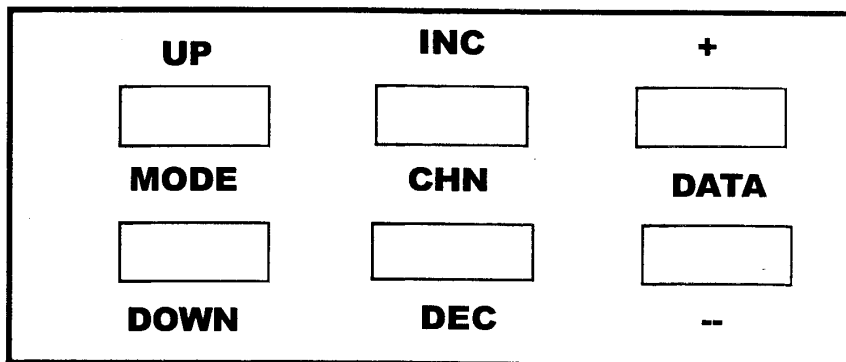 UP INC +
MODE CHN DATA
DOWN DEC --